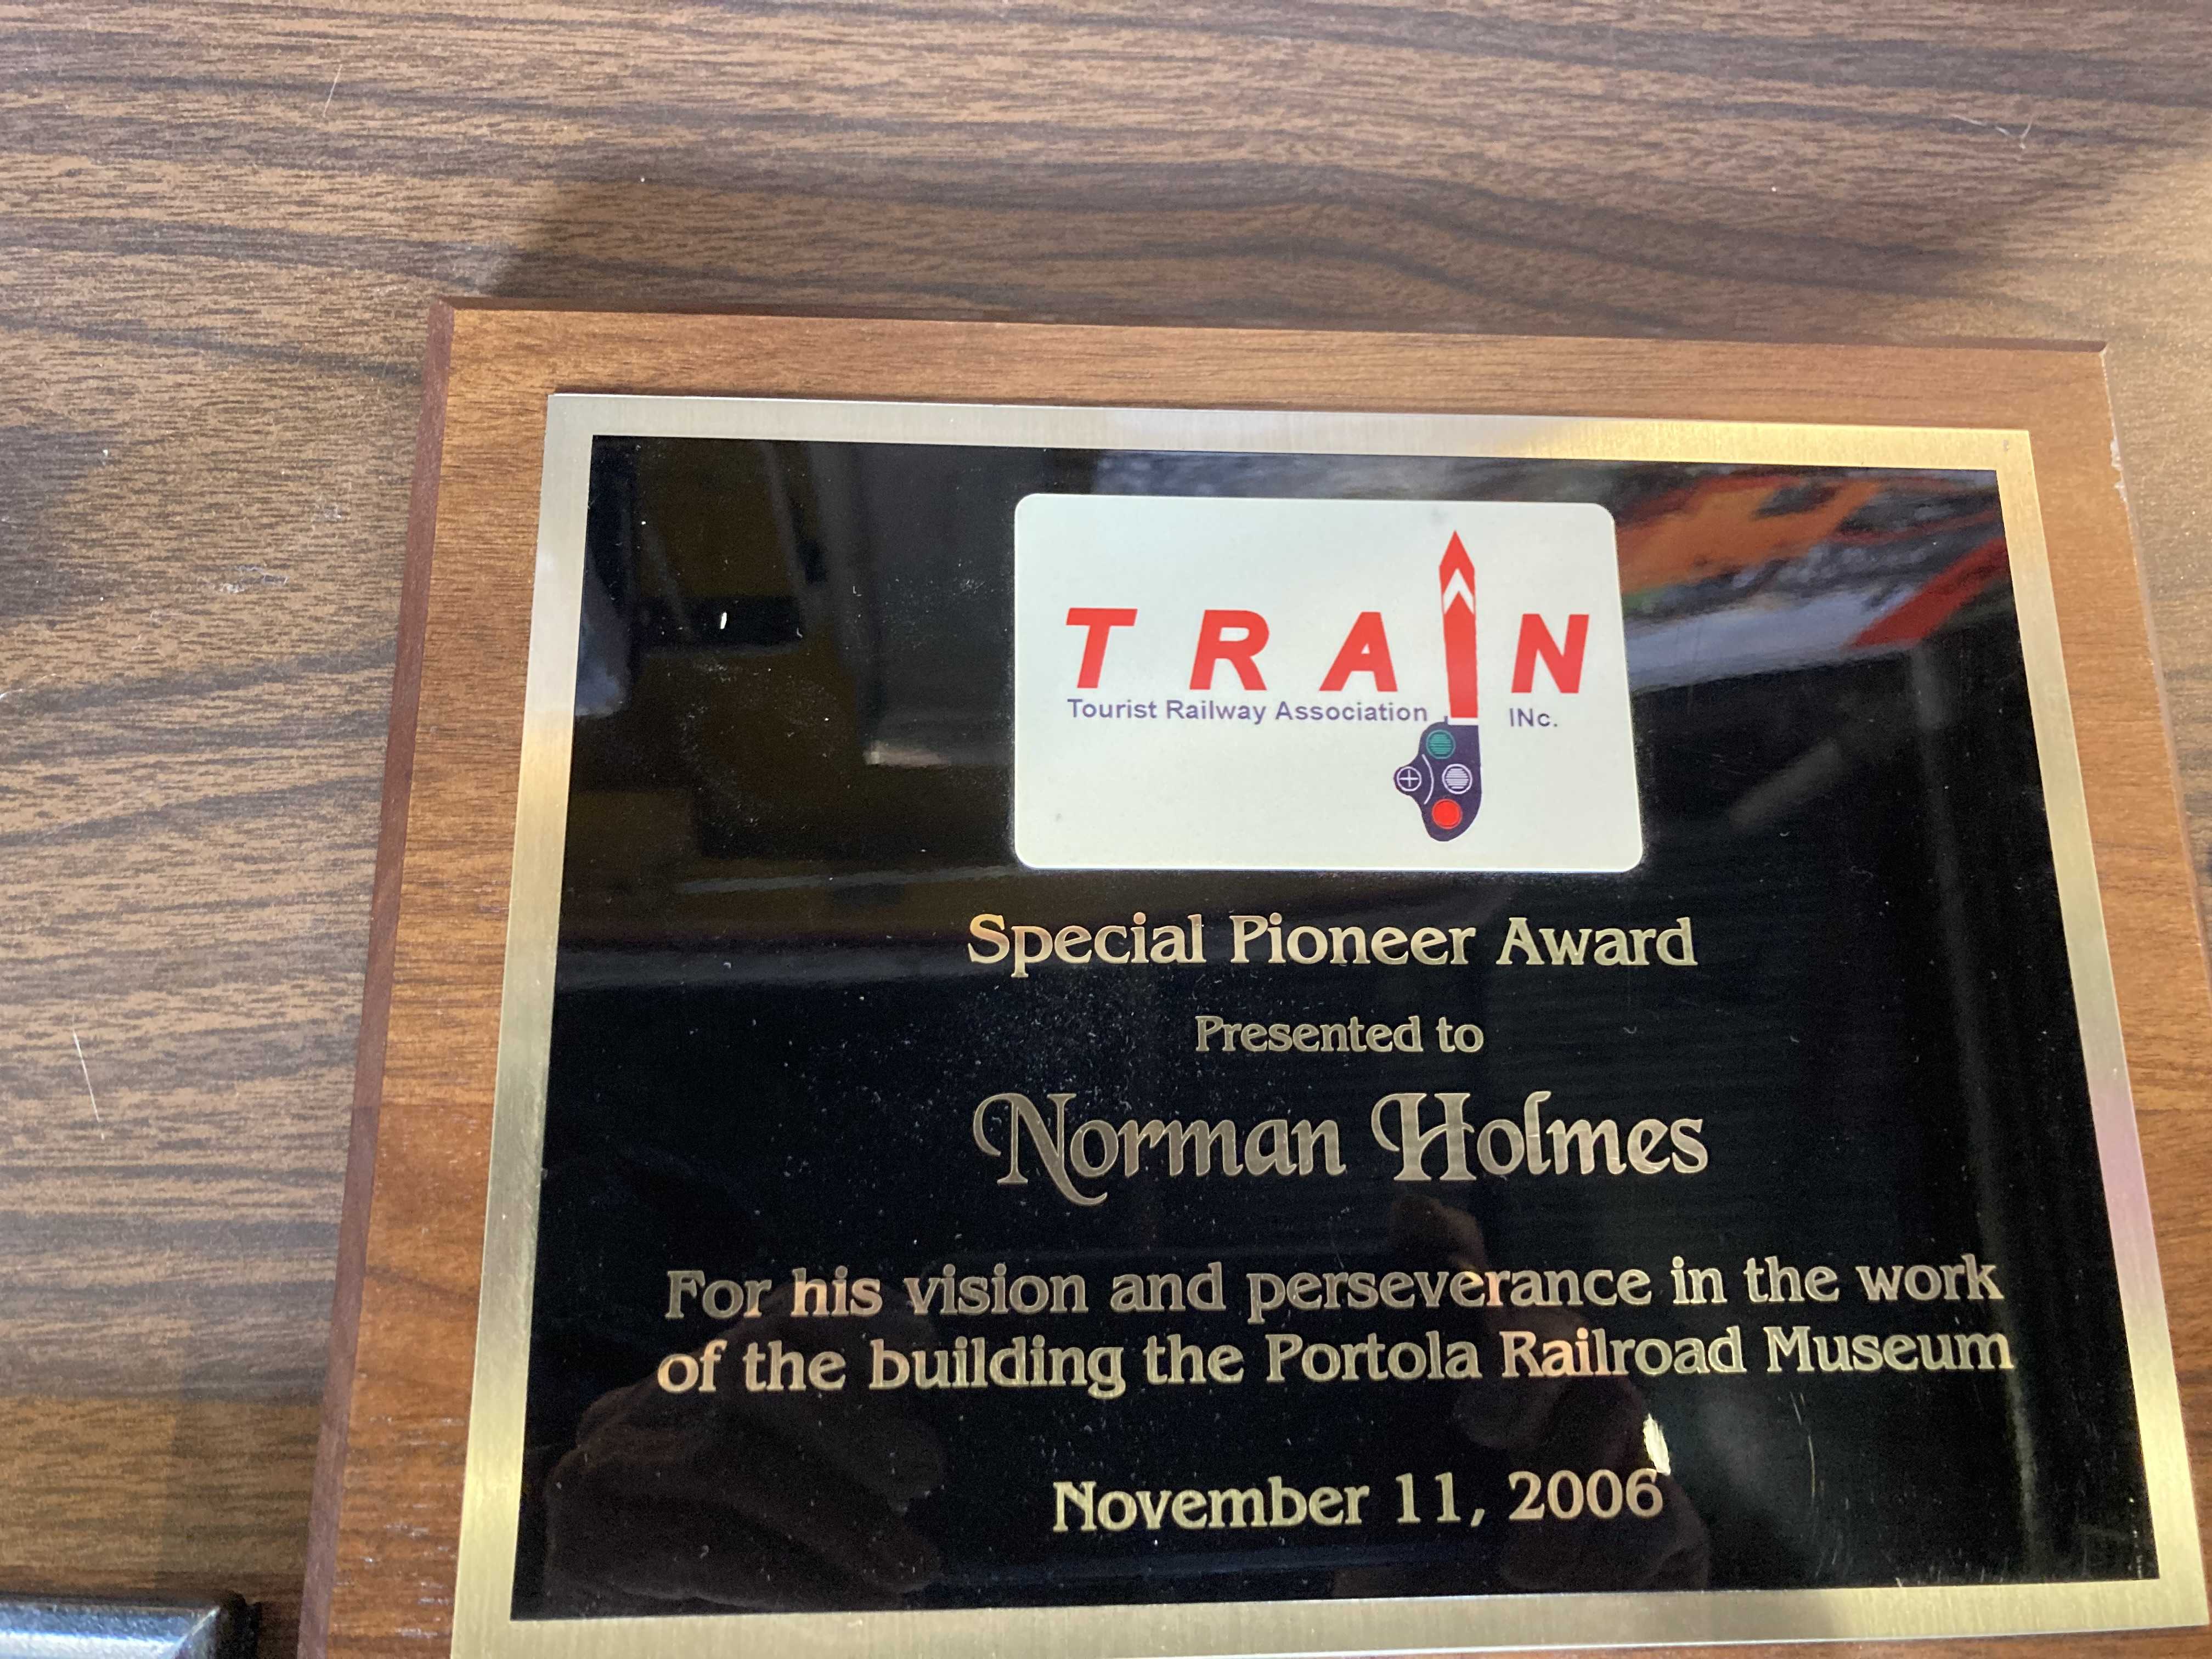 TRAIN
Tourist Railway Association INc.
Special Pioneer Award
Presented to
Norman Holmes
For his vision and perseverance in the work
of the building the Portola Railroad Museum
November 11, 2006